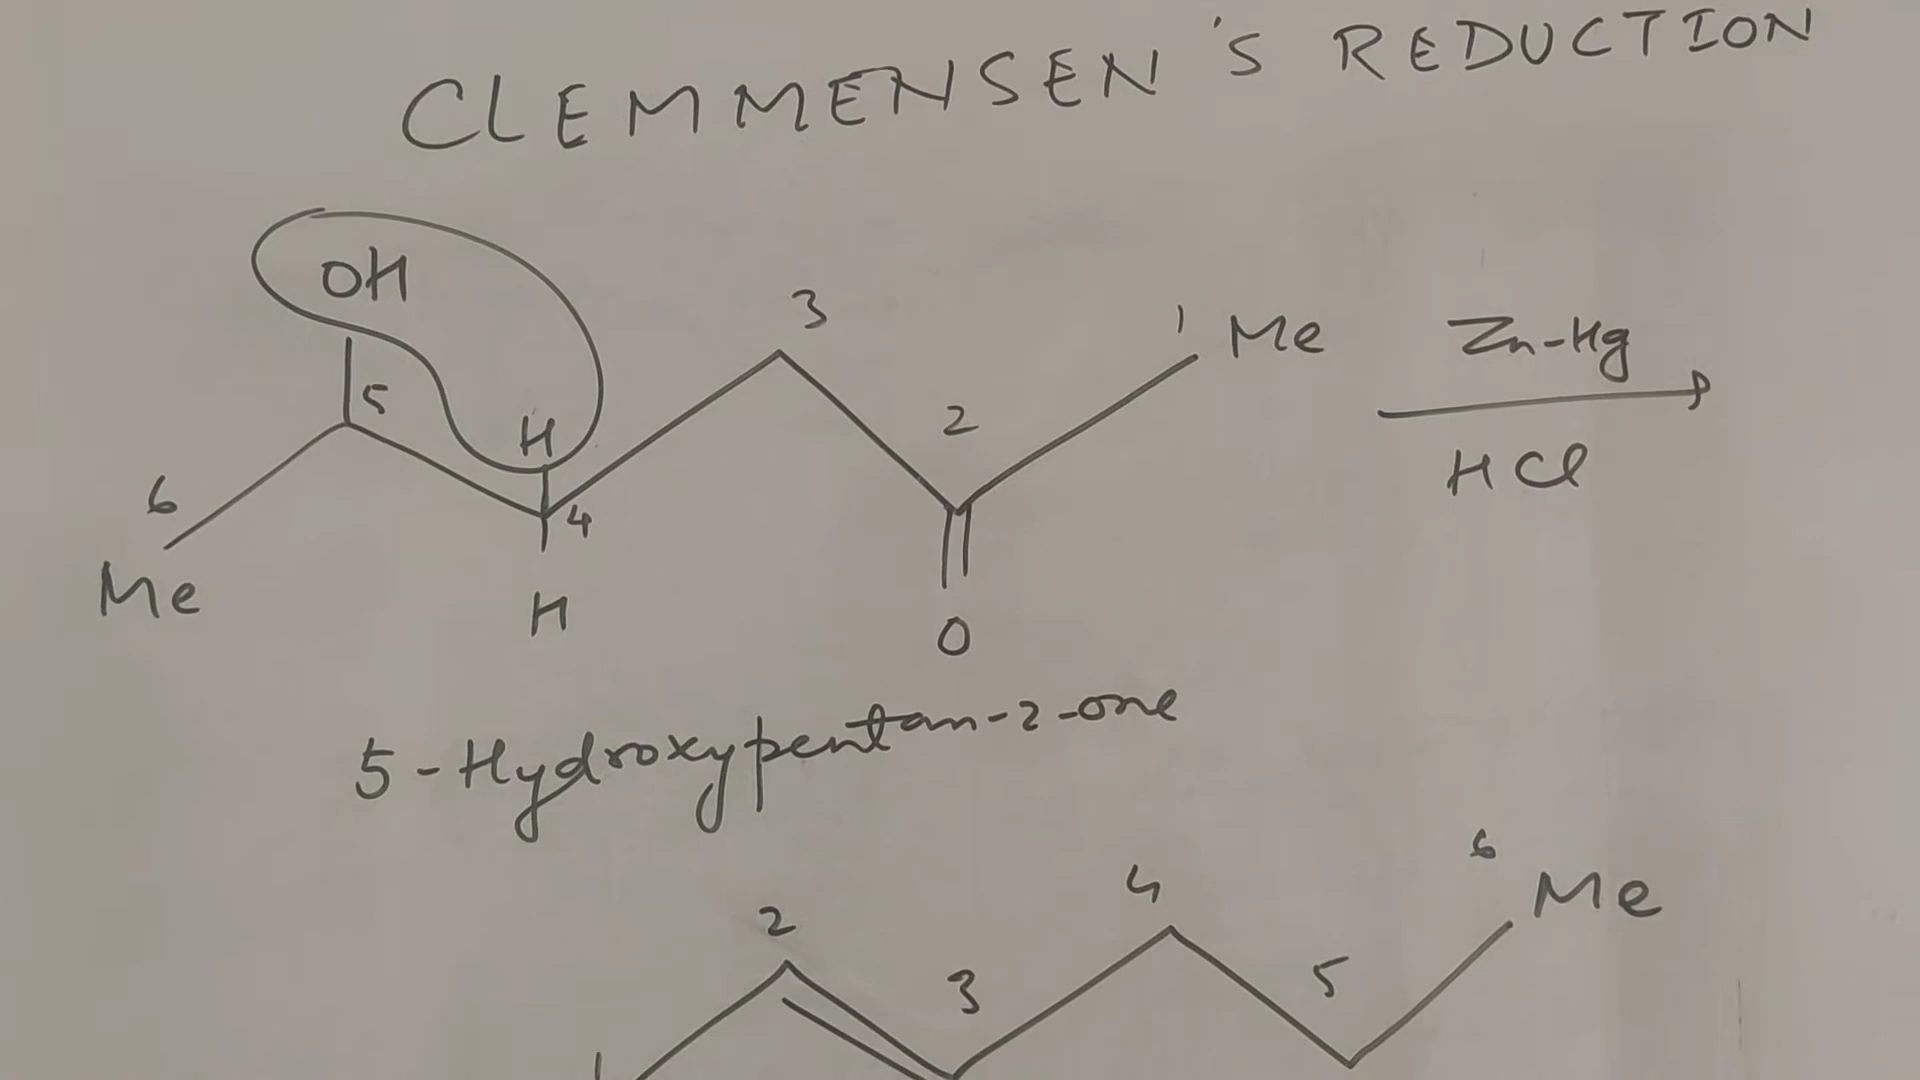 CLEMMENSEN'S REDUCTION
OH
3
1 Me
Zn-Hg
5
H
2
HCl
6
4
Me
H
O
5-Hydroxypentan-2-one
6
Me
4
2
3
5
1